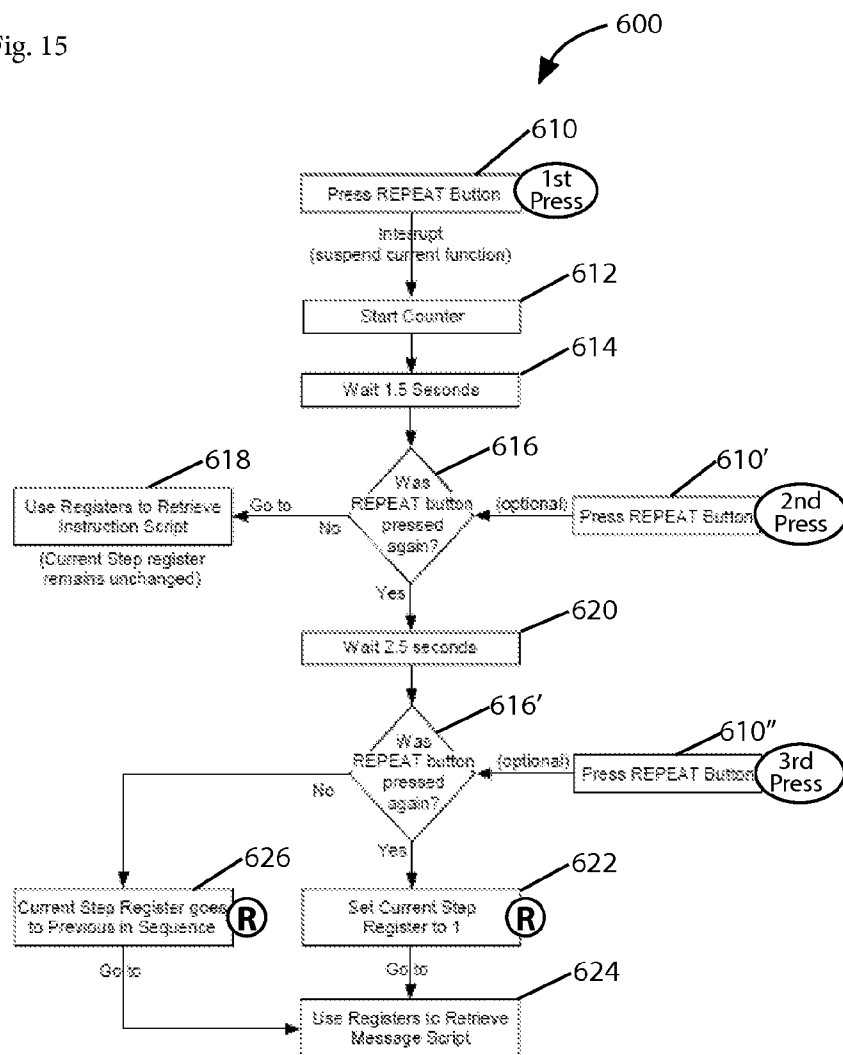 Fig. 15
600
610
Press REPEAT Button
1st
Press
Interrupt
(suspend current function)
612
Start Counter
614
Wait 1.5 Seconds
616
Was
REPEAT button
pressed
again?
618
Use Registers to Retrieve
Instruction Script
Go to
No
(Current Step register
remains unchanged)
(optional)
610'
Press REPEAT Button
2nd
Press
Yes
620
Wait 2.5 seconds
616'
Was
REPEAT button
pressed
again?
(optional)
610"
Press REPEAT Button
3rd
Press
No
Yes
626
Current Step Register goes
to Previous in Sequence
R
622
Set Current Step
Register to 1
R
Go to
Go to
624
Use Registers to Retrieve
Message Script